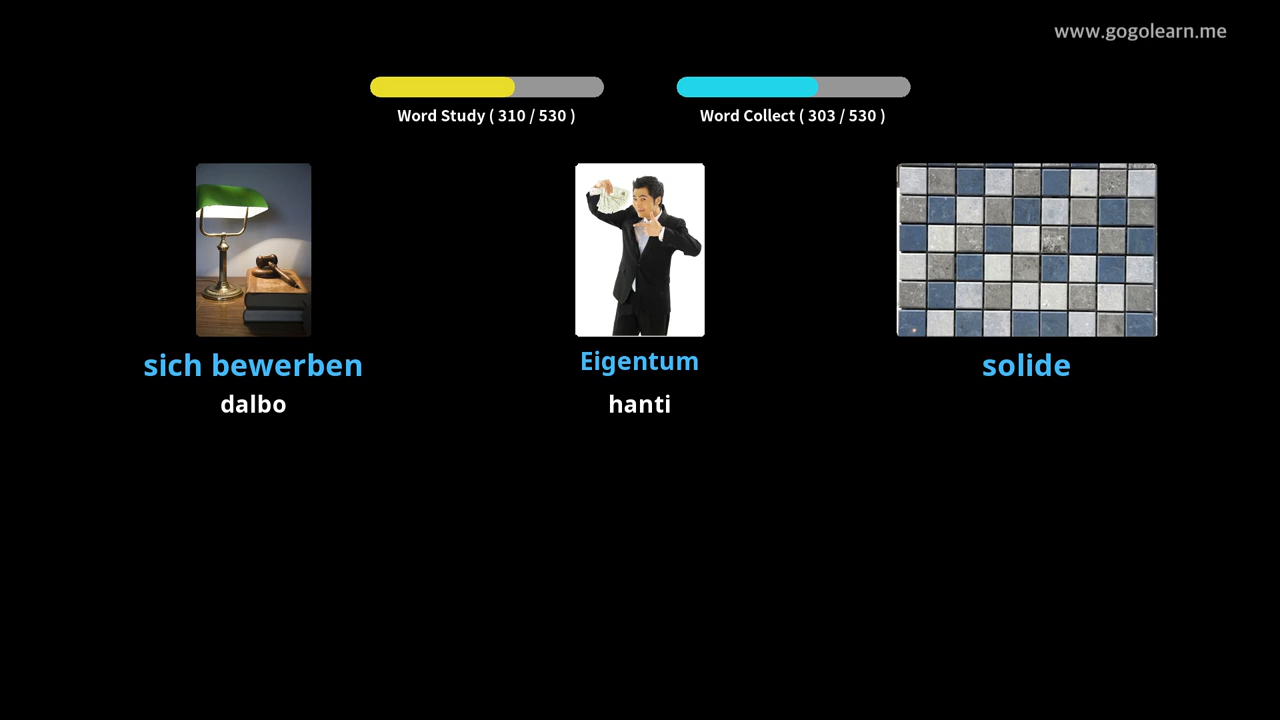 www.gogolearn.me
Word Study ( 310 / 530 )
Word Collect ( 303 / 530 )
sich bewerben
Eigentum
solide
dalbo
hanti